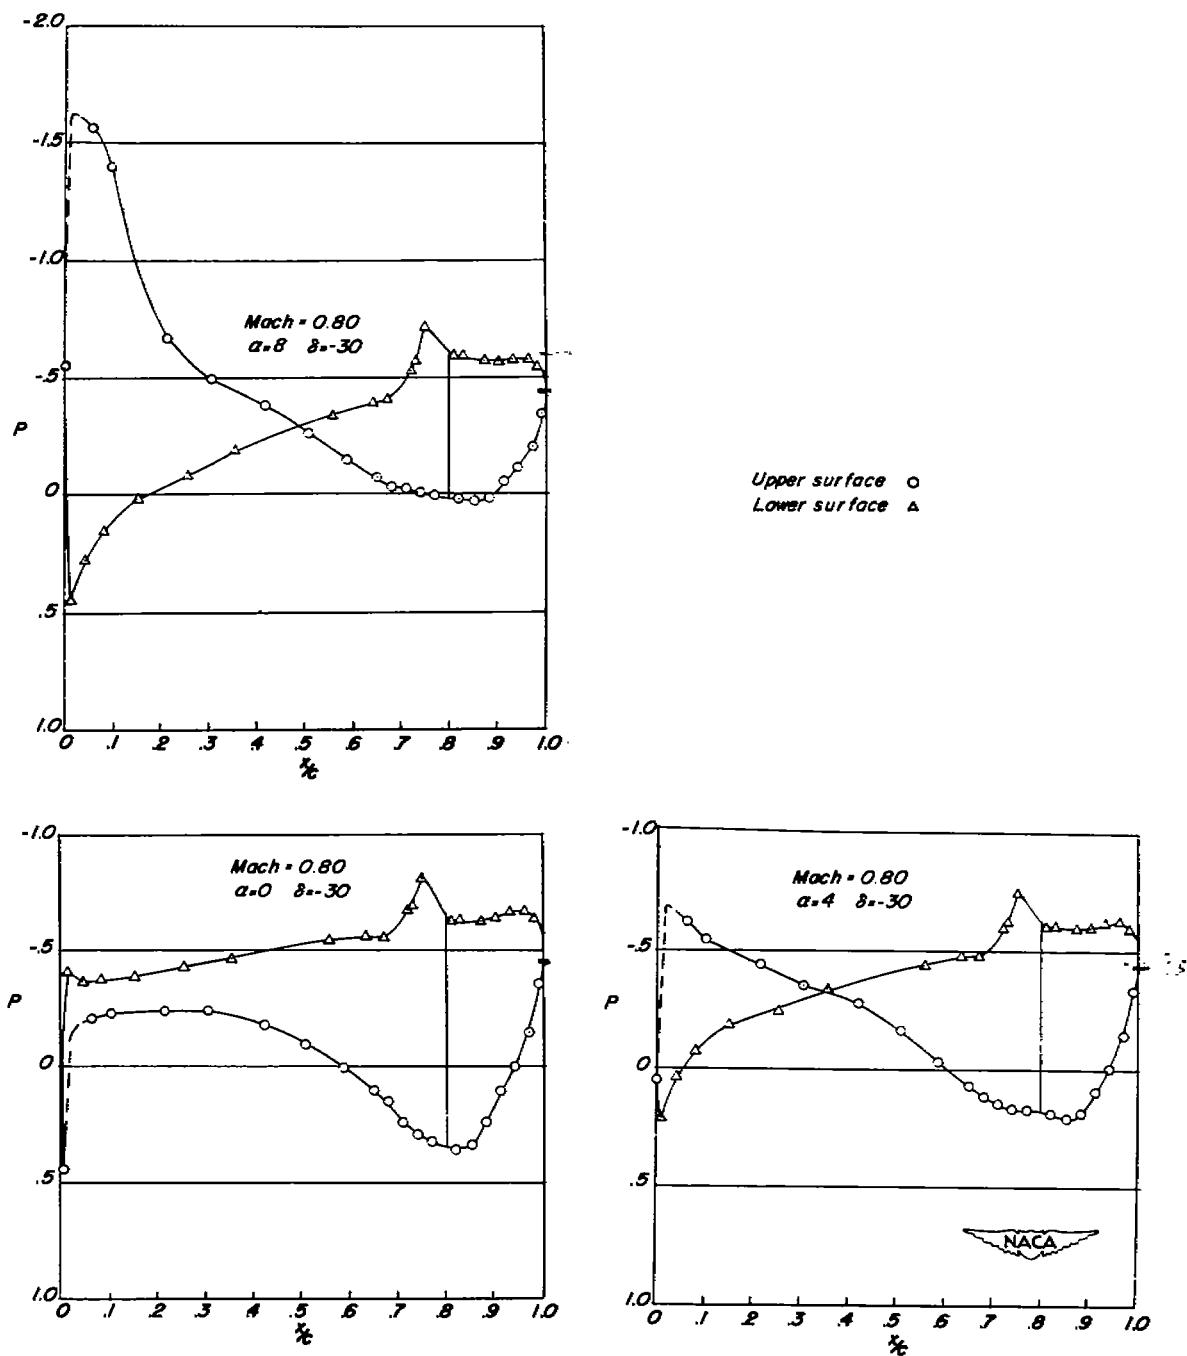 -2.0
-1.5
-1.0
-.5
P
0
.5
1.0
Mach = 0.80
α=8 δ=-30
0 .1 .2 .3 .4 .5 .6 .7 .8 .9 1.0
x/c
Upper surface ○
Lower surface △
-1.0
-.5
P
0
.5
1.0
Mach = 0.80
α=0 δ=-30
0 .1 .2 .3 .4 .5 .6 .7 .8 .9 1.0
x/c
-1.0
-.5
P
0
.5
1.0
Mach = 0.80
α=4 δ=-30
NACA
0 .1 .2 .3 .4 .5 .6 .7 .8 .9 1.0
x/c